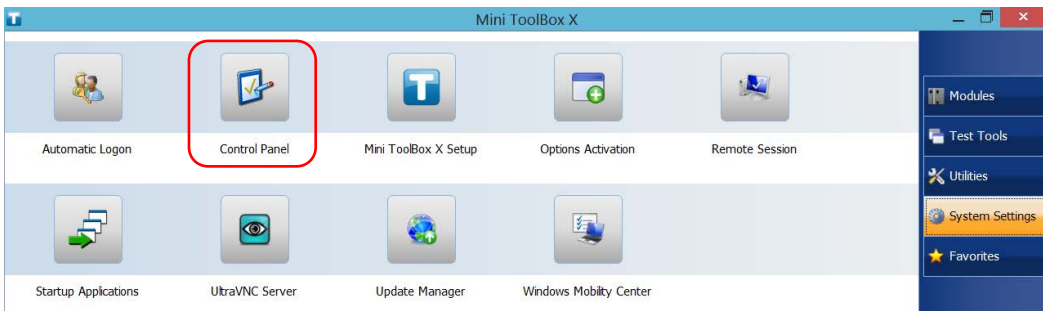 Mini ToolBox X
Automatic Logon
Control Panel
Mini ToolBox X Setup
Options Activation
Remote Session
Startup Applications
UltraVNC Server
Update Manager
Windows Mobility Center
Modules
Test Tools
Utilities
System Settings
Favorites